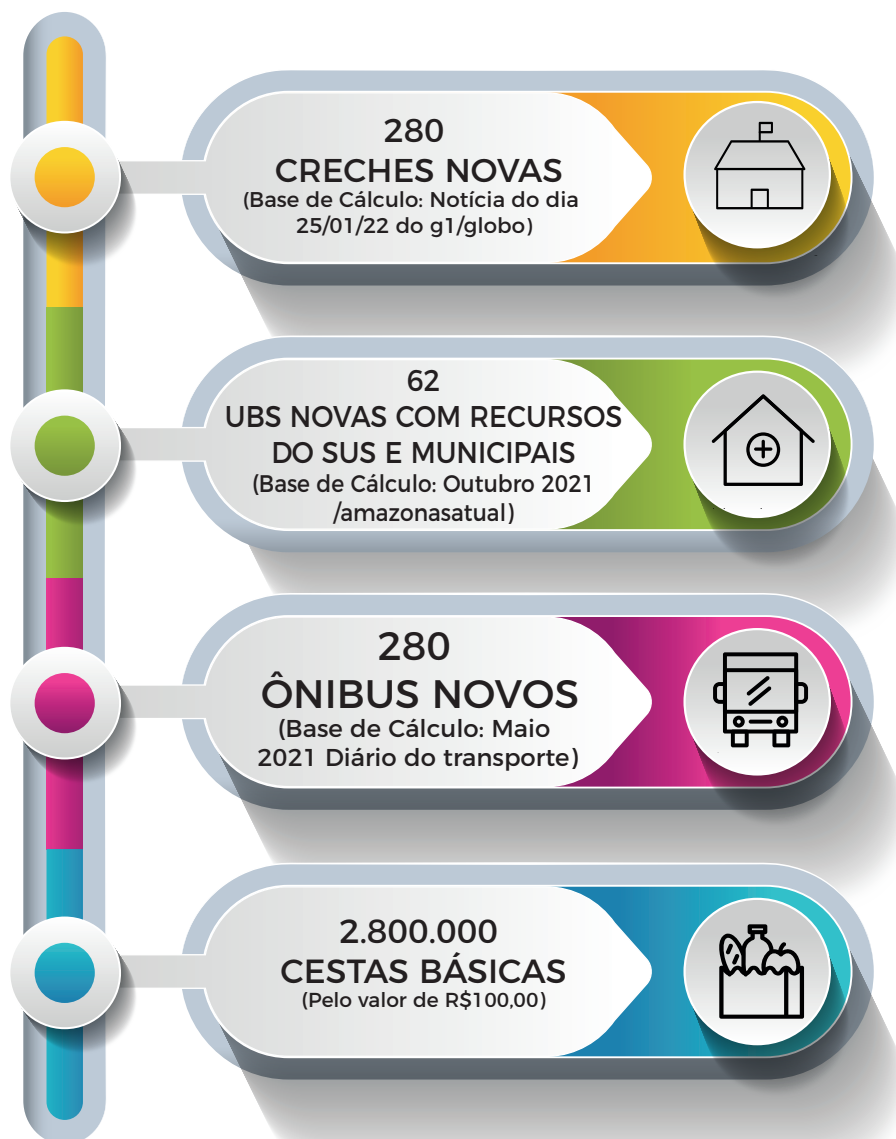 280
CRECHES NOVAS
(Base de Cálculo: Notícia do dia
25/01/22 do g1/globo)
62
UBS NOVAS COM RECURSOS
DO SUS E MUNICIPAIS
(Base de Cálculo: Outubro 2021
/amazonasatual)
280
ÔNIBUS NOVOS
(Base de Cálculo: Maio
2021 Diário do transporte)
2.800.000
CESTAS BÁSICAS
(Pelo valor de R$100,00)